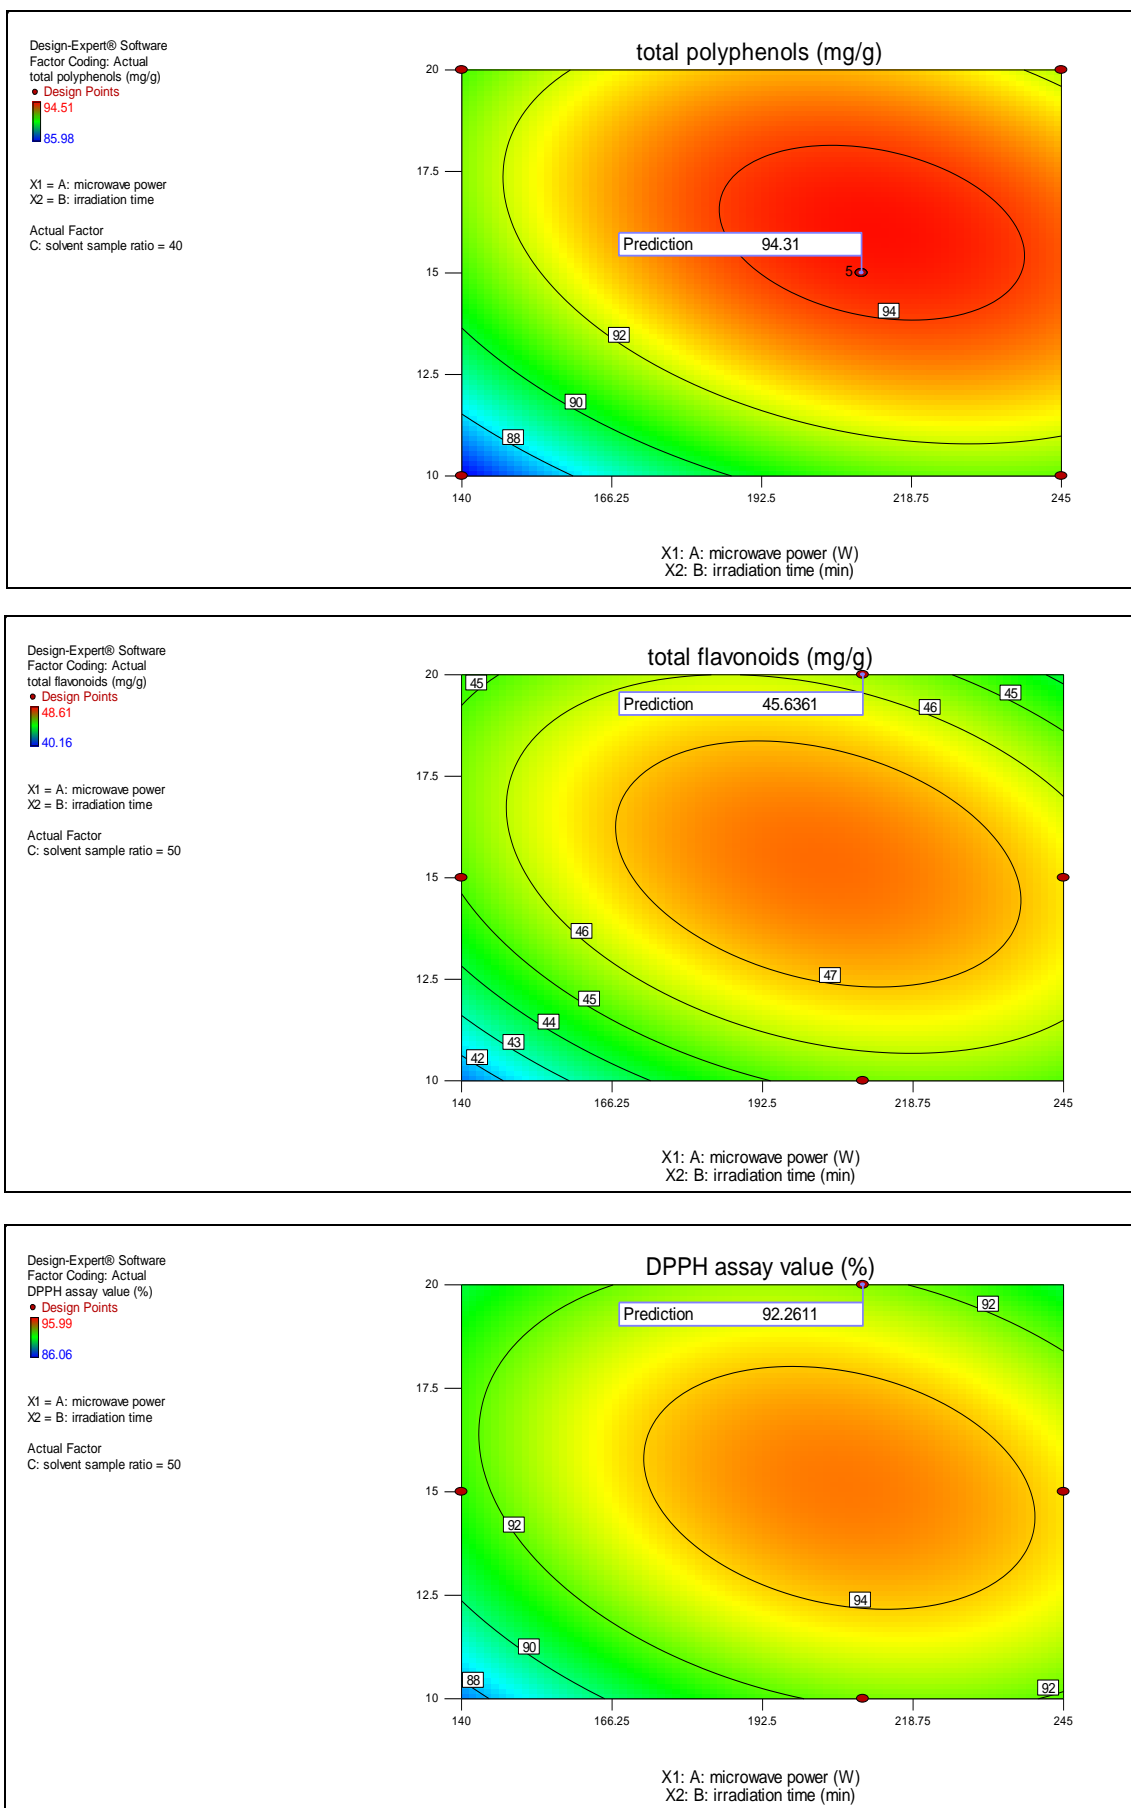 Design-Expert® Software
Factor Coding: Actual
total polyphenols (mg/g)
Design Points
94.51
85.98
X1 = A: microwave power
X2 = B: irradiation time
Actual Factor
C: solvent sample ratio = 40
total polyphenols (mg/g)
20
17.5
15
12.5
10
140
166.25
192.5
218.75
245
Prediction 94.31
5
94
92
90
88
X1: A: microwave power (W)
X2: B: irradiation time (min)
Design-Expert® Software
Factor Coding: Actual
total flavonoids (mg/g)
Design Points
48.61
40.16
X1 = A: microwave power
X2 = B: irradiation time
Actual Factor
C: solvent sample ratio = 50
total flavonoids (mg/g)
20
17.5
15
12.5
10
140
166.25
192.5
218.75
245
45
Prediction 45.6361
46
45
46
47
45
44
43
42
X1: A: microwave power (W)
X2: B: irradiation time (min)
Design-Expert® Software
Factor Coding: Actual
DPPH assay value (%)
Design Points
95.99
86.06
X1 = A: microwave power
X2 = B: irradiation time
Actual Factor
C: solvent sample ratio = 50
DPPH assay value (%)
20
17.5
15
12.5
10
140
166.25
192.5
218.75
245
Prediction 92.2611
92
92
94
90
88
92
X1: A: microwave power (W)
X2: B: irradiation time (min)